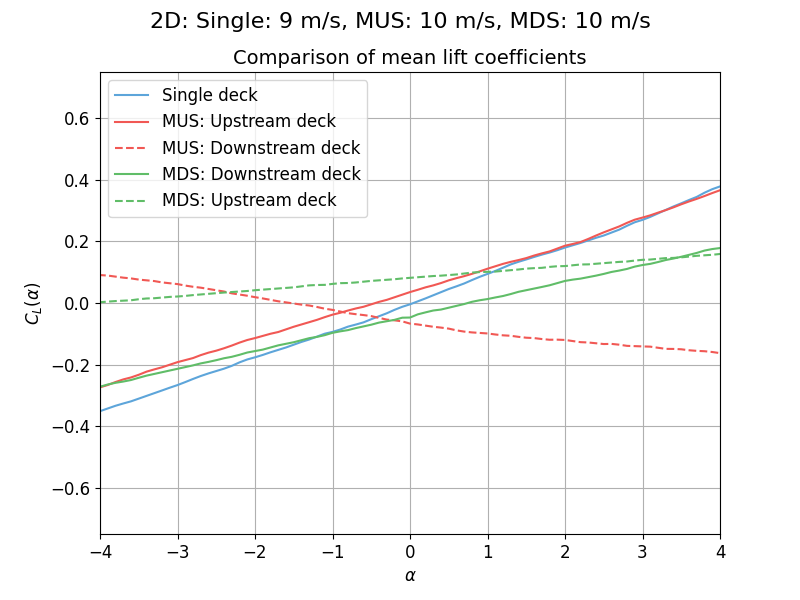 2D: Single: 9 m/s, MUS: 10 m/s, MDS: 10 m/s
Comparison of mean lift coefficients
Single deck
MUS: Upstream deck
MUS: Downstream deck
MDS: Downstream deck
MDS: Upstream deck
0.6
0.4
0.2
0.0
−0.2
−0.4
−0.6
C_L(α)
−4 −3 −2 −1 0 1 2 3 4
α